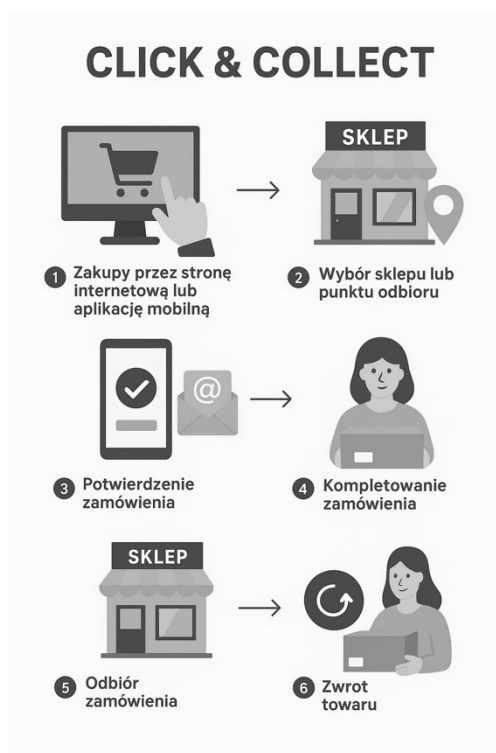 CLICK & COLLECT
SKLEP
1 Zakupy przez stronę
internetową lub
aplikację mobilną
2 Wybór sklepu lub
punktu odbioru
@
3 Potwierdzenie
zamówienia
4 Kompletowanie
zamówienia
SKLEP
5 Odbiór
zamówienia
6 Zwrot
towaru